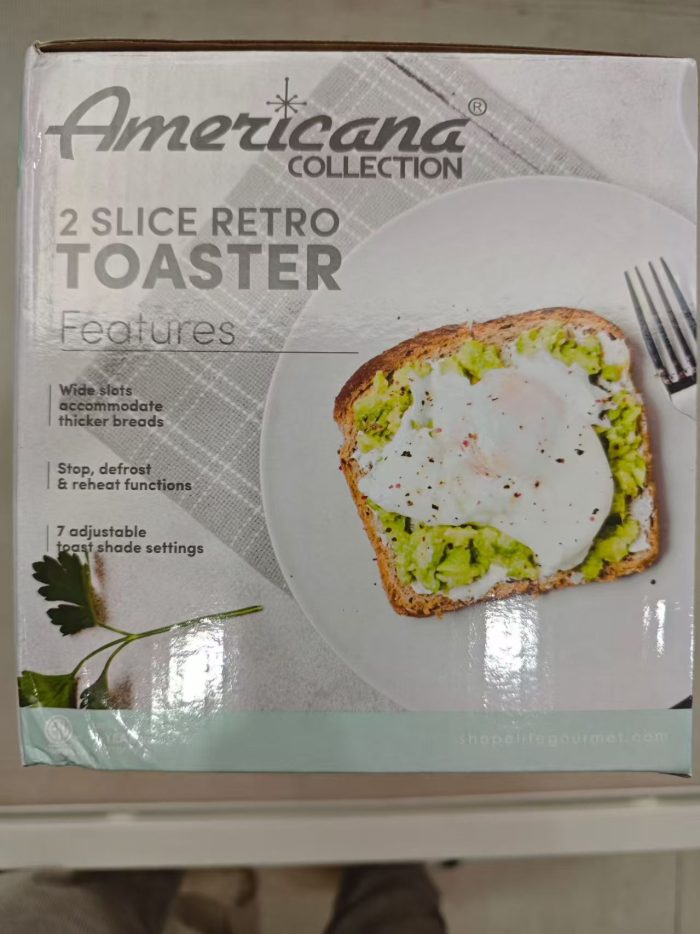 Americana®
COLLECTION
2 SLICE RETRO
TOASTER
Features
Wide slots
accommodate
thicker breads
Stop, defrost
& reheat functions
7 adjustable
toast shade settings
shopelitegourmet.com